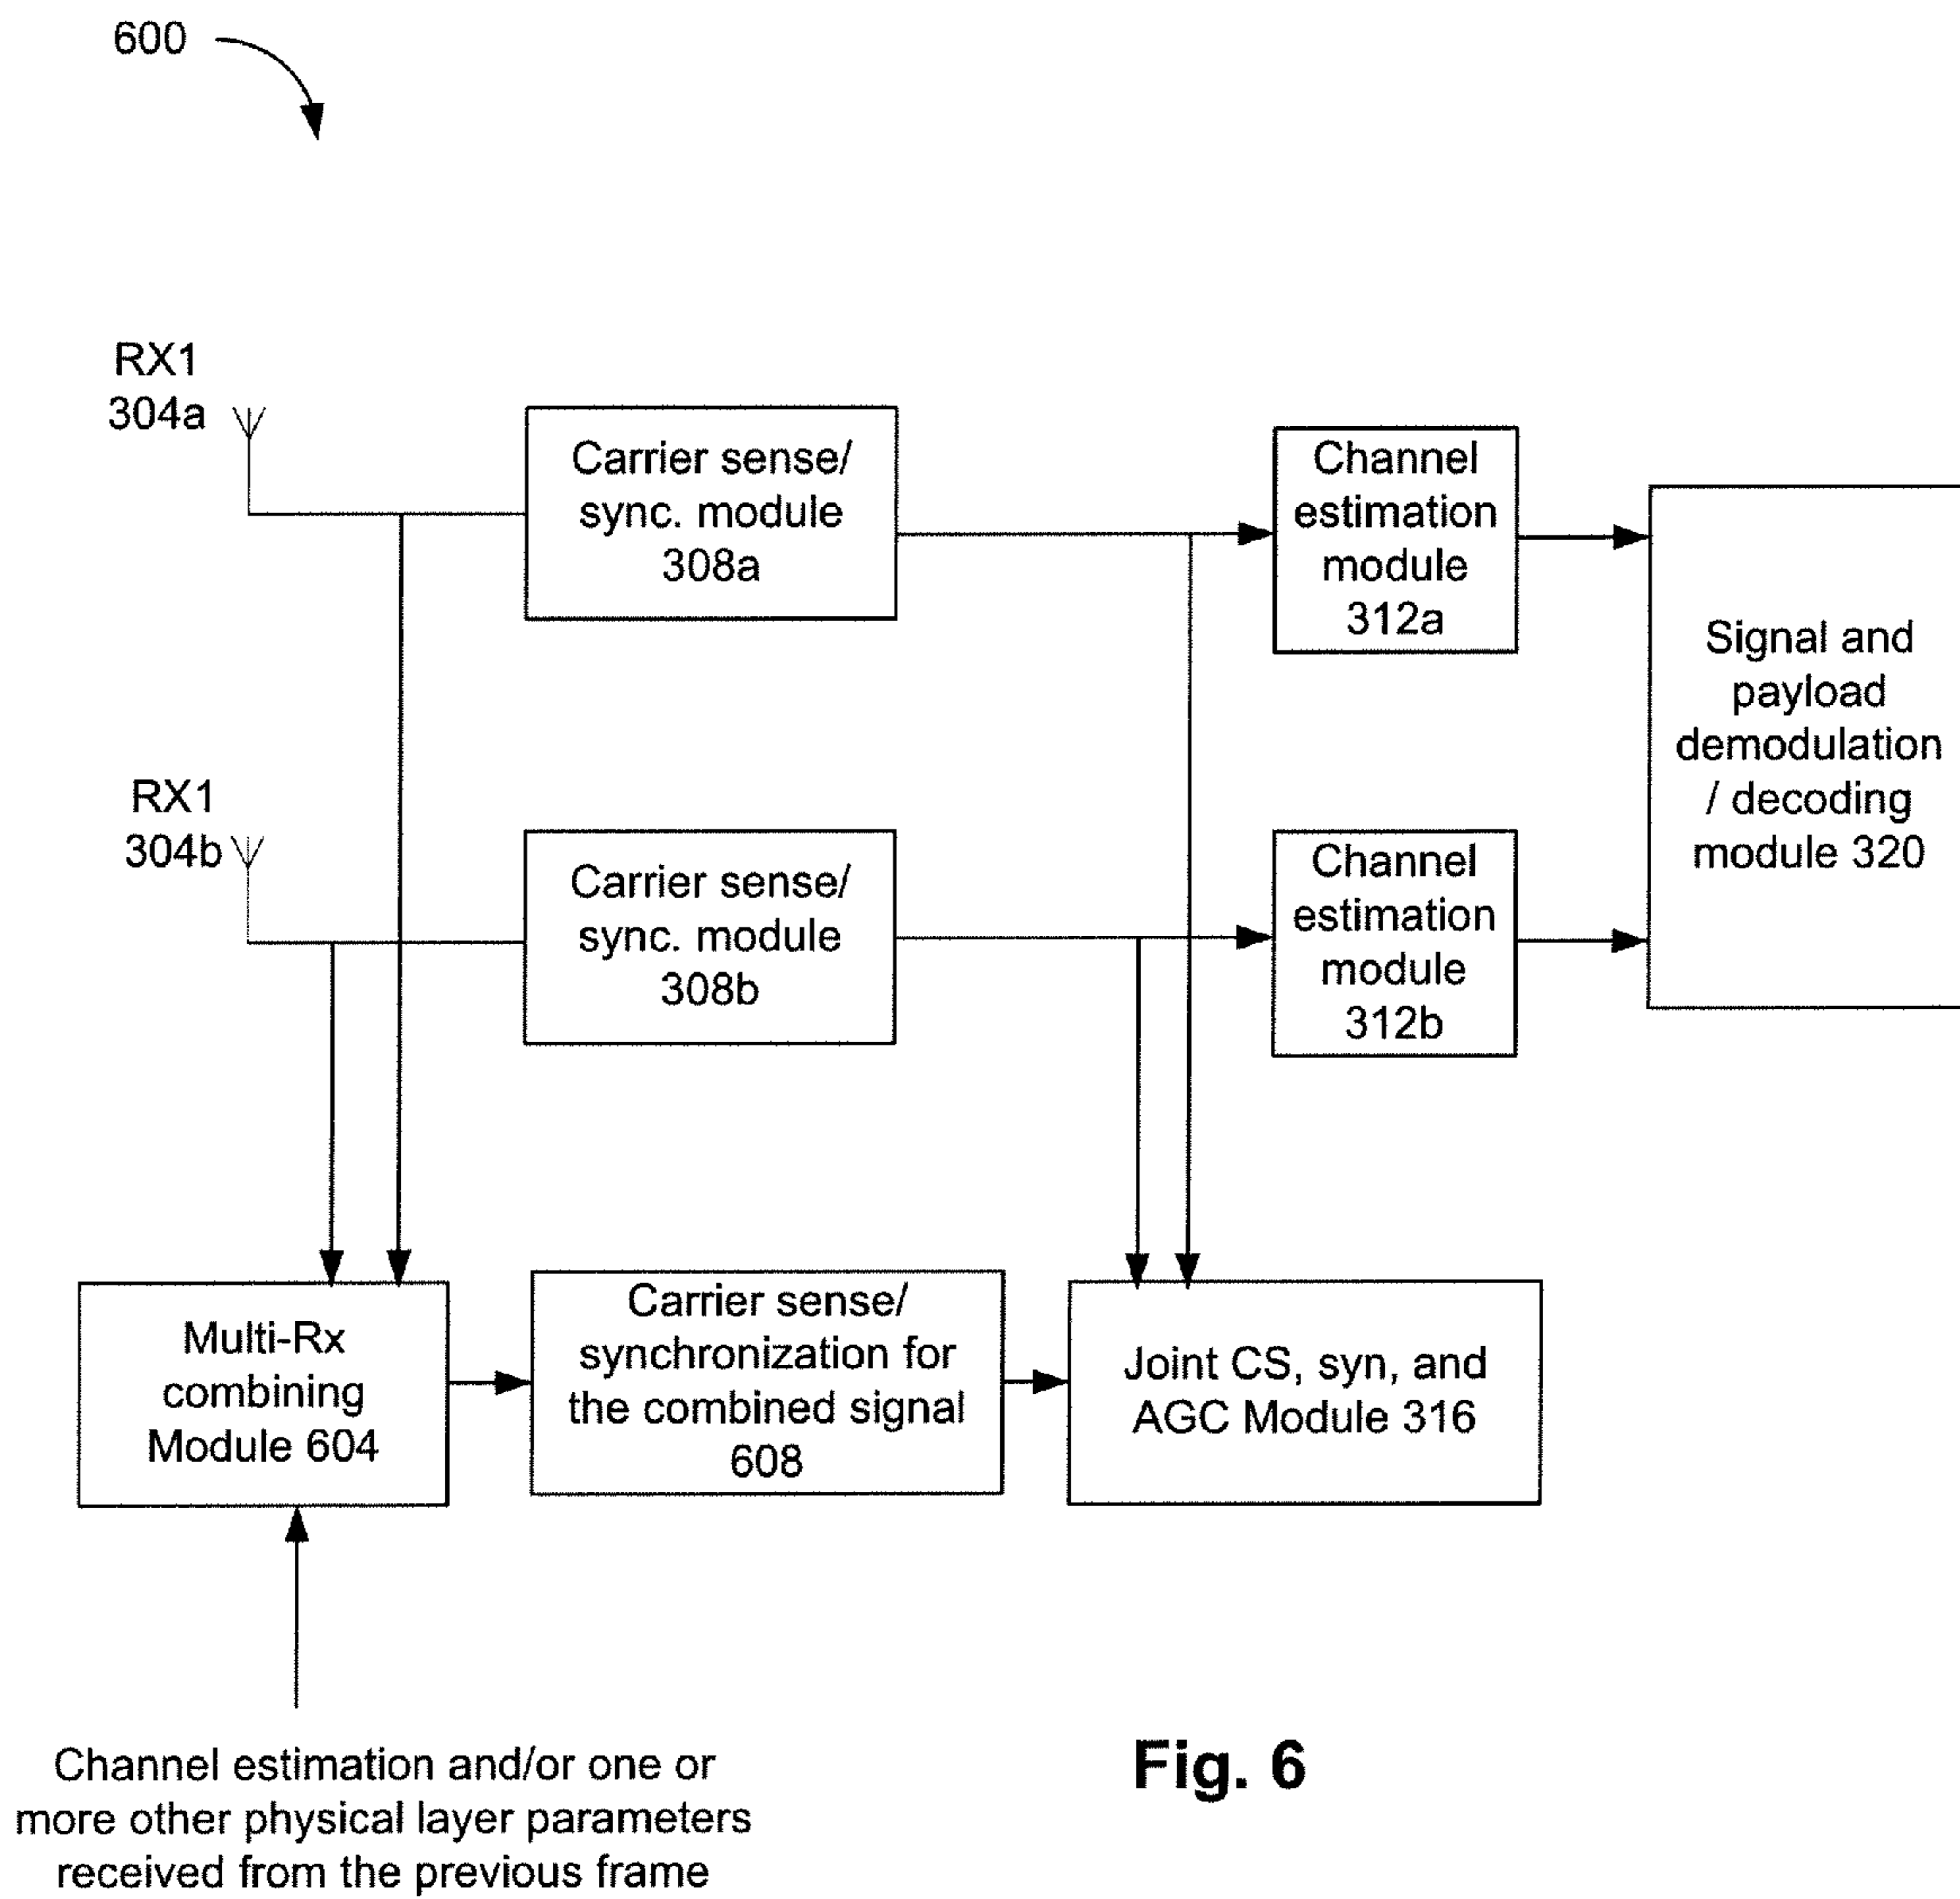 600
RX1
304a
Carrier sense/
sync. module
308a
Channel
estimation
module
312a
Signal and
payload
demodulation
/ decoding
module 320
RX1
304b
Carrier sense/
sync. module
308b
Channel
estimation
module
312b
Multi-Rx
combining
Module 604
Carrier sense/
synchronization for
the combined signal
608
Joint CS, syn, and
AGC Module 316
Channel estimation and/or one or
more other physical layer parameters
received from the previous frame
Fig. 6